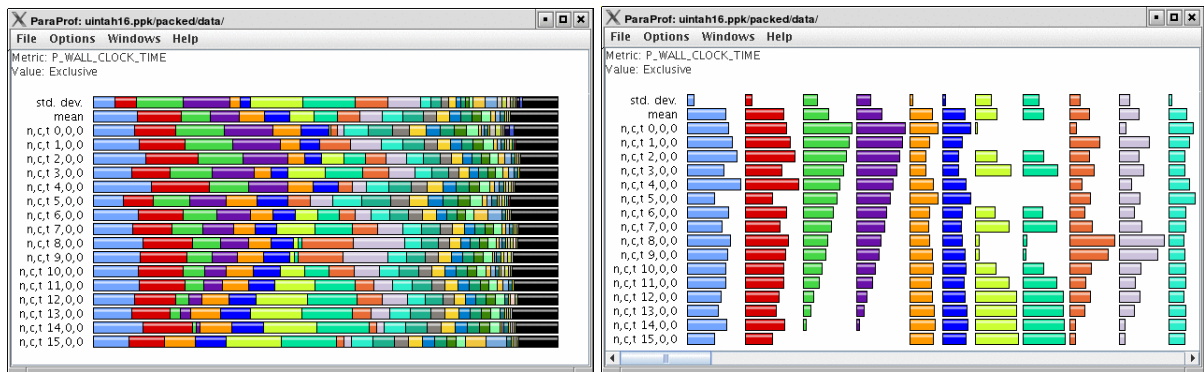 ParaProf: uintah16.ppk/packed/data/
File Options Windows Help
Metric: P_WALL_CLOCK_TIME
Value: Exclusive
std. dev.
mean
n,c,t 0,0,0
n,c,t 1,0,0
n,c,t 2,0,0
n,c,t 3,0,0
n,c,t 4,0,0
n,c,t 5,0,0
n,c,t 6,0,0
n,c,t 7,0,0
n,c,t 8,0,0
n,c,t 9,0,0
n,c,t 10,0,0
n,c,t 11,0,0
n,c,t 12,0,0
n,c,t 13,0,0
n,c,t 14,0,0
n,c,t 15,0,0
ParaProf: uintah16.ppk/packed/data/
File Options Windows Help
Metric: P_WALL_CLOCK_TIME
Value: Exclusive
std. dev.
mean
n,c,t 0,0,0
n,c,t 1,0,0
n,c,t 2,0,0
n,c,t 3,0,0
n,c,t 4,0,0
n,c,t 5,0,0
n,c,t 6,0,0
n,c,t 7,0,0
n,c,t 8,0,0
n,c,t 9,0,0
n,c,t 10,0,0
n,c,t 11,0,0
n,c,t 12,0,0
n,c,t 13,0,0
n,c,t 14,0,0
n,c,t 15,0,0